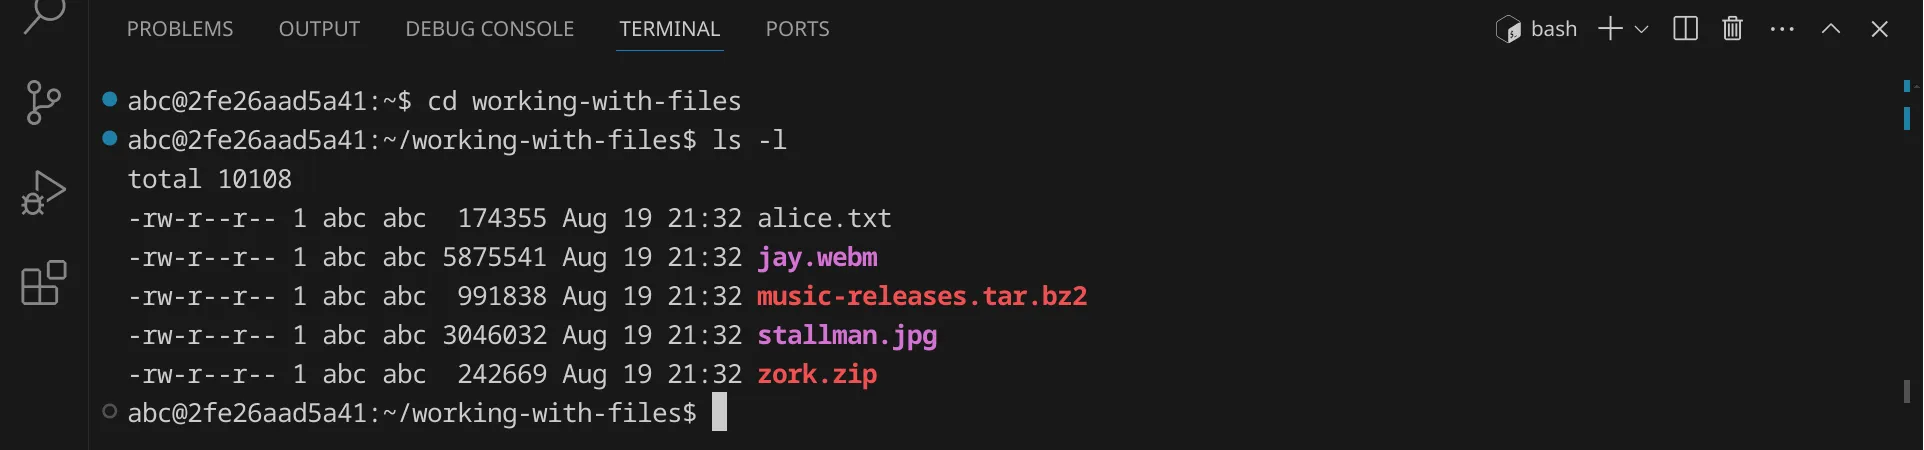 PROBLEMS OUTPUT DEBUG CONSOLE TERMINAL PORTS bash
abc@2fe26aad5a41:~$ cd working-with-files
abc@2fe26aad5a41:~/working-with-files$ ls -l
total 10108
-rw-r--r-- 1 abc abc  174355 Aug 19 21:32 alice.txt
-rw-r--r-- 1 abc abc 5875541 Aug 19 21:32 jay.webm
-rw-r--r-- 1 abc abc  991838 Aug 19 21:32 music-releases.tar.bz2
-rw-r--r-- 1 abc abc 3046032 Aug 19 21:32 stallman.jpg
-rw-r--r-- 1 abc abc  242669 Aug 19 21:32 zork.zip
abc@2fe26aad5a41:~/working-with-files$